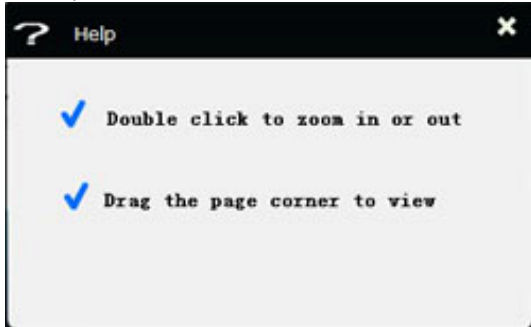 Help
Double click to zoom in or out
Drag the page corner to view